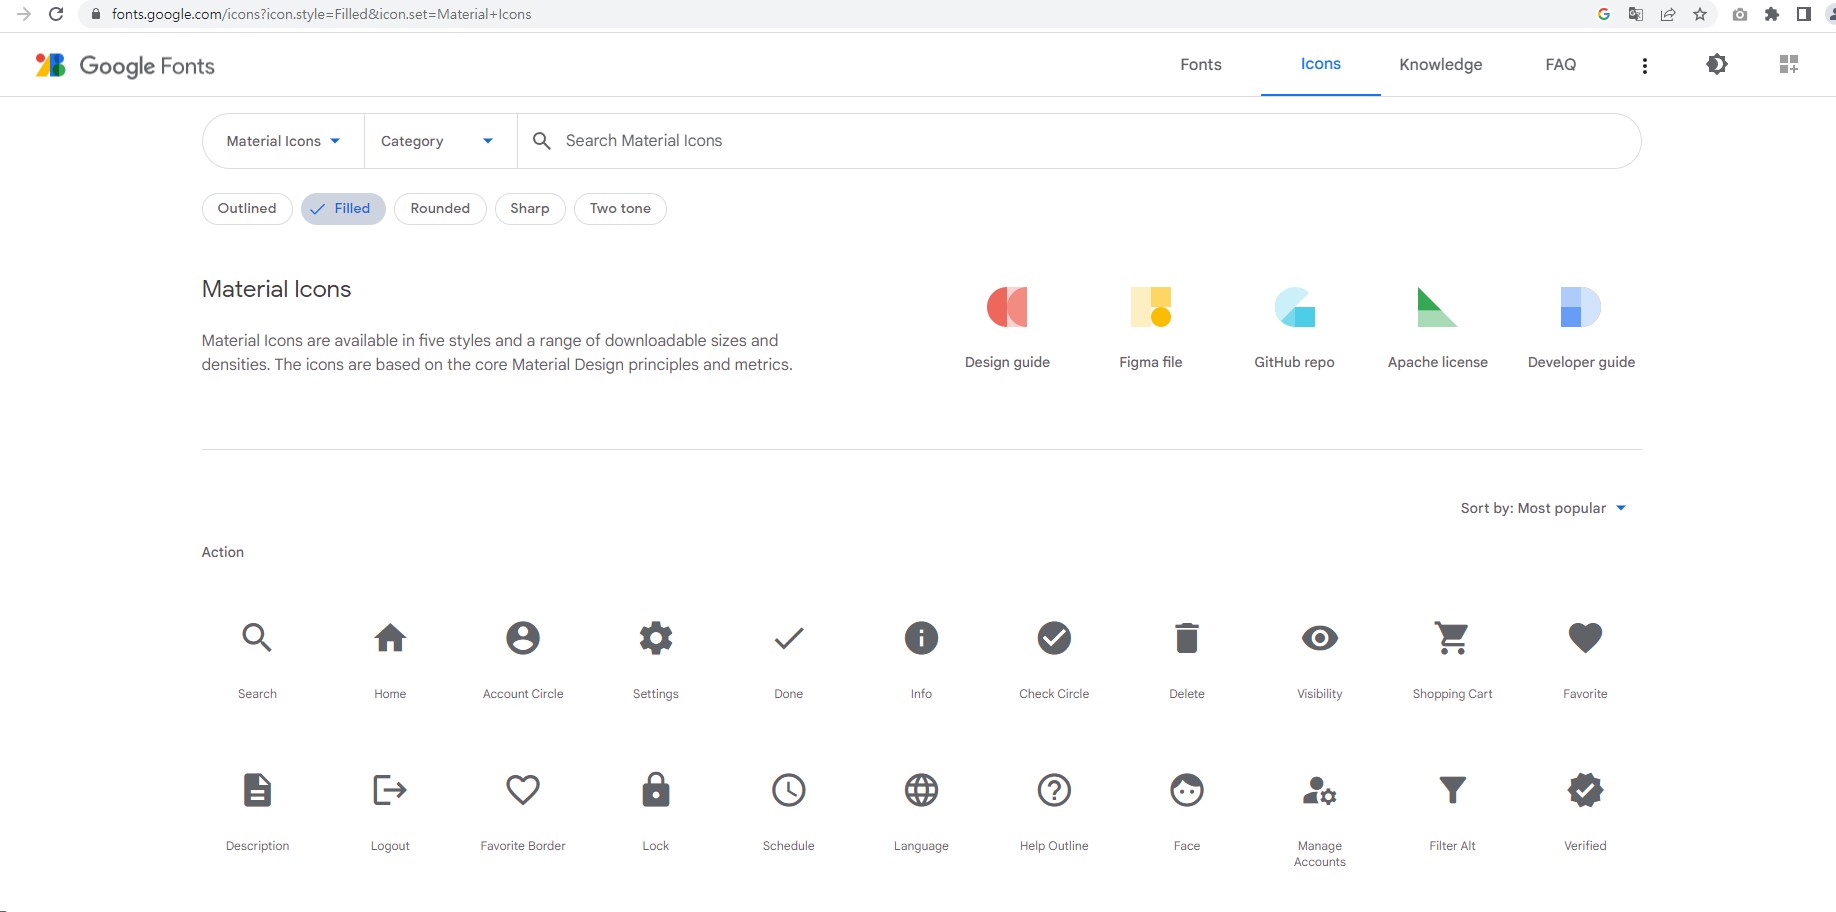 fonts.google.com/icons?icon.style=Filled&icon.set=Material+Icons
Google Fonts
Fonts
Icons
Knowledge
FAQ
Material Icons
Category
Search Material Icons
Outlined
Filled
Rounded
Sharp
Two tone
Material Icons
Material Icons are available in five styles and a range of downloadable sizes and
densities. The icons are based on the core Material Design principles and metrics.
Design guide
Figma file
GitHub repo
Apache license
Developer guide
Sort by: Most popular
Action
Search
Home
Account Circle
Settings
Done
Info
Check Circle
Delete
Visibility
Shopping Cart
Favorite
Description
Logout
Favorite Border
Lock
Schedule
Language
Help Outline
Face
Manage
Accounts
Filter Alt
Verified